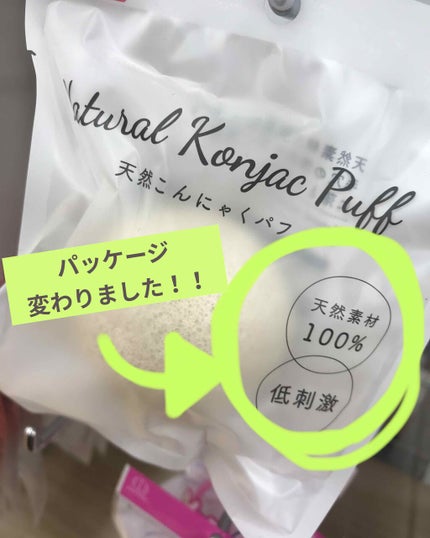 Natural Konjac Puff
天然こんにゃくパフ
パッケージ
変わりました！！
天然素材
100%
低刺激